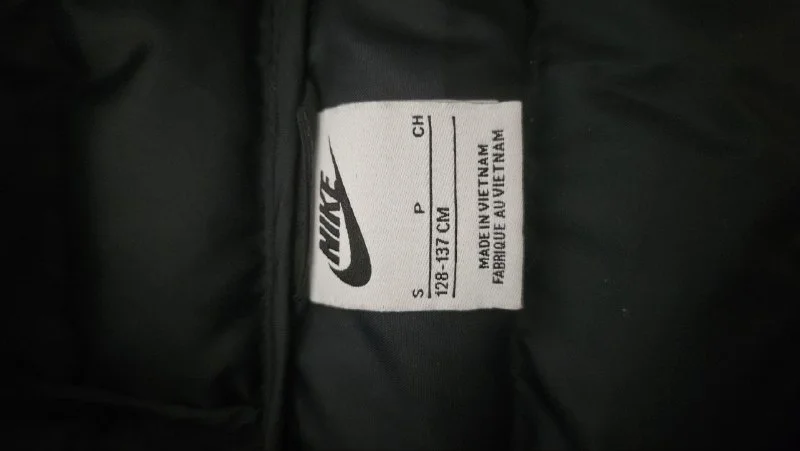 NIKE
S P CH
128-137 CM
MADE IN VIETNAM
FABRIQUE AU VIETNAM